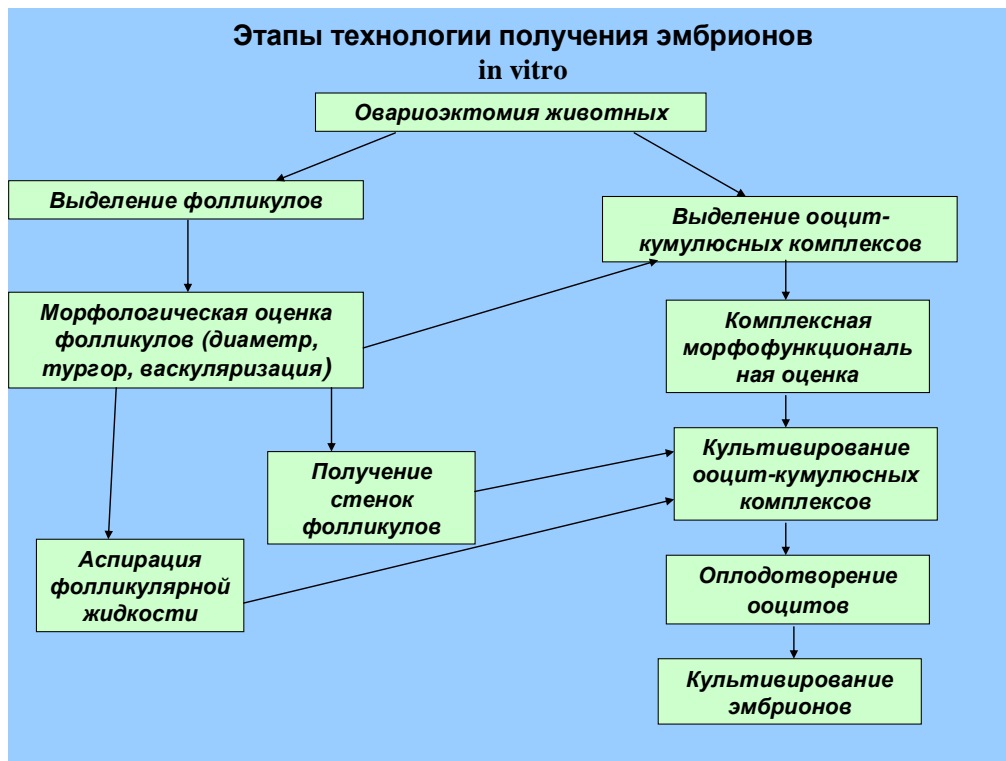 Этапы технологии получения эмбрионов
in vitro
Овариоэктомия животных
Выделение фолликулов
Выделение ооцит-
кумулюсных комплексов
Морфологическая оценка
фолликулов (диаметр,
тургор, васкуляризация)
Комплексная
морфофункциональ
ная оценка
Получение
стенок
фолликулов
Культивирование
ооцит-кумулюсных
комплексов
Аспирация
фолликулярной
жидкости
Оплодотворение
ооцитов
Культивирование
эмбрионов